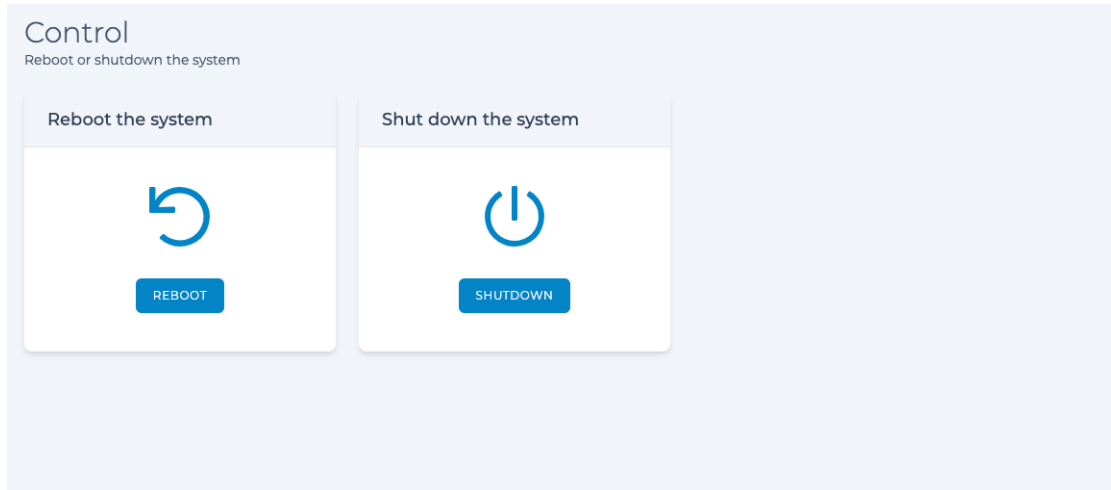 Control
Reboot or shutdown the system
Reboot the system
Shut down the system
REBOOT
SHUTDOWN